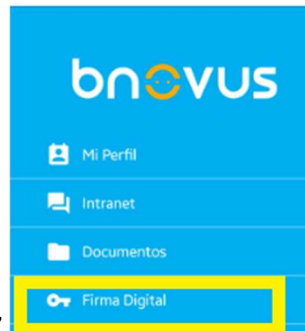 bnovus
Mi Perfil
Intranet
Documentos
Firma Digital